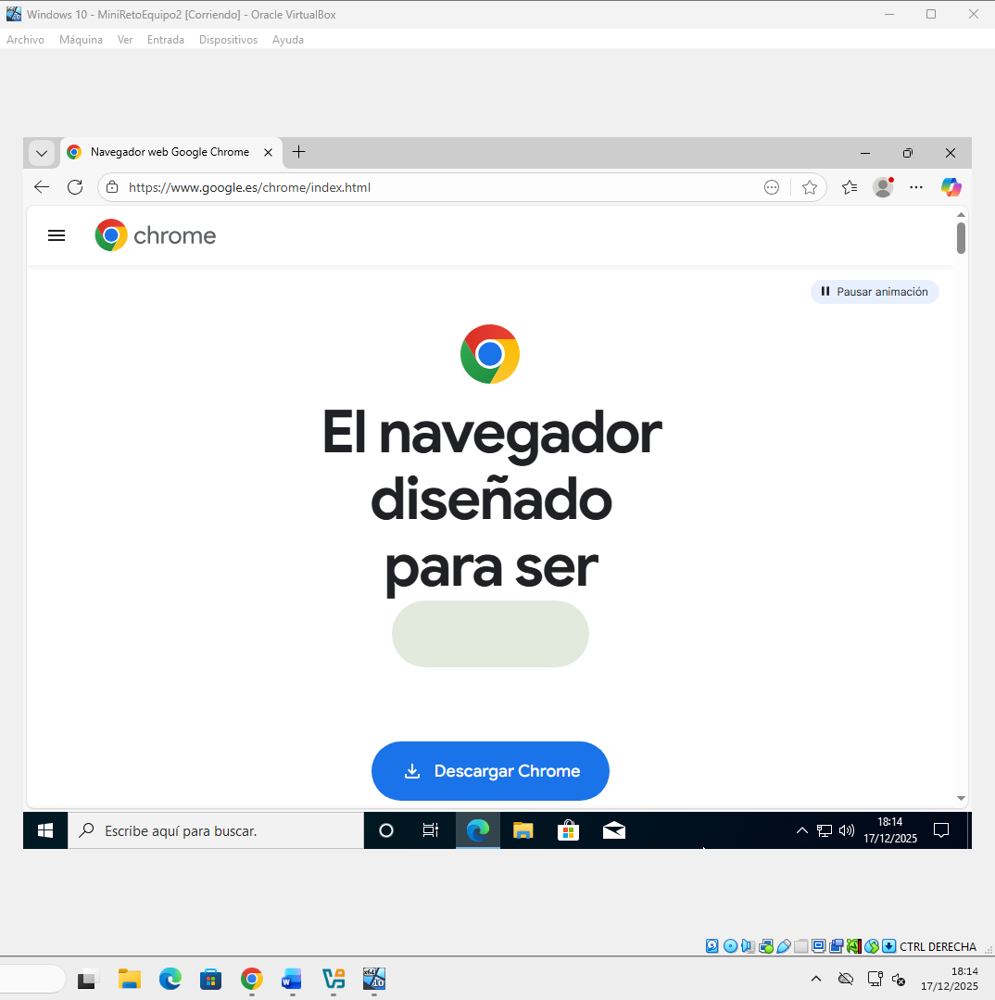 Windows 10 - MiniRetoEquipo2 [Corriendo] - Oracle VirtualBox
Archivo Máquina Ver Entrada Dispositivos Ayuda
Navegador web Google Chrome
https://www.google.es/chrome/index.html
chrome
Pausar animación
El navegador
diseñado
para ser
Descargar Chrome
Escribe aquí para buscar.
18:14
17/12/2025
CTRL DERECHA
18:14
17/12/2025